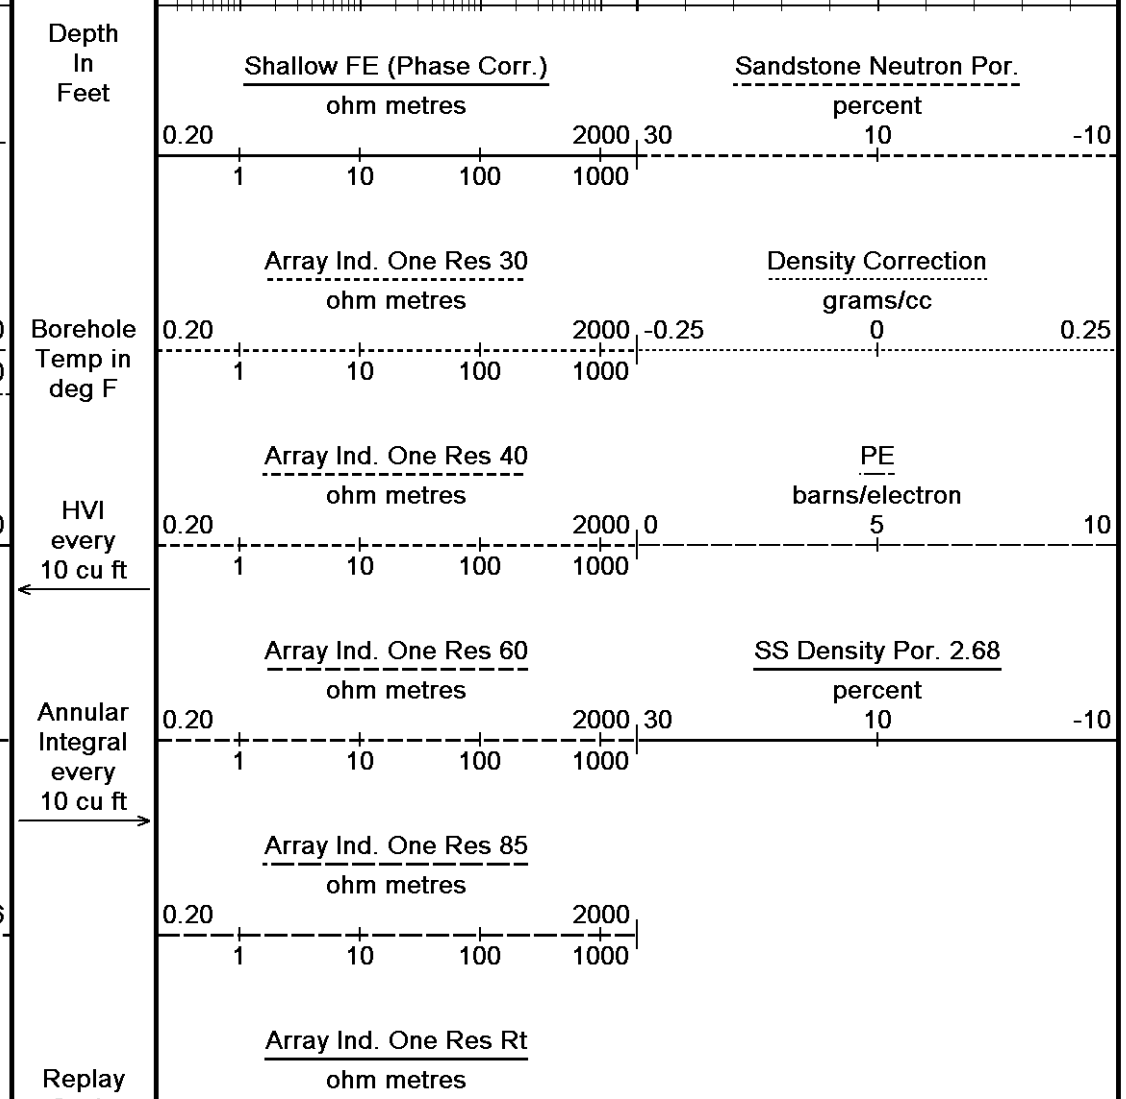 Depth
In
Feet
Borehole
Temp in
deg F
HVI
every
10 cu ft
Annular
Integral
every
10 cu ft
Replay
Shallow FE (Phase Corr.)
ohm metres
0.20 2000
1 10 100 1000
Array Ind. One Res 30
ohm metres
0.20 2000
1 10 100 1000
Array Ind. One Res 40
ohm metres
0.20 2000
1 10 100 1000
Array Ind. One Res 60
ohm metres
0.20 2000
1 10 100 1000
Array Ind. One Res 85
ohm metres
0.20 2000
1 10 100 1000
Array Ind. One Res Rt
ohm metres
Sandstone Neutron Por.
percent
30 10 -10
Density Correction
grams/cc
-0.25 0 0.25
PE
barns/electron
0 5 10
SS Density Por. 2.68
percent
30 10 -10